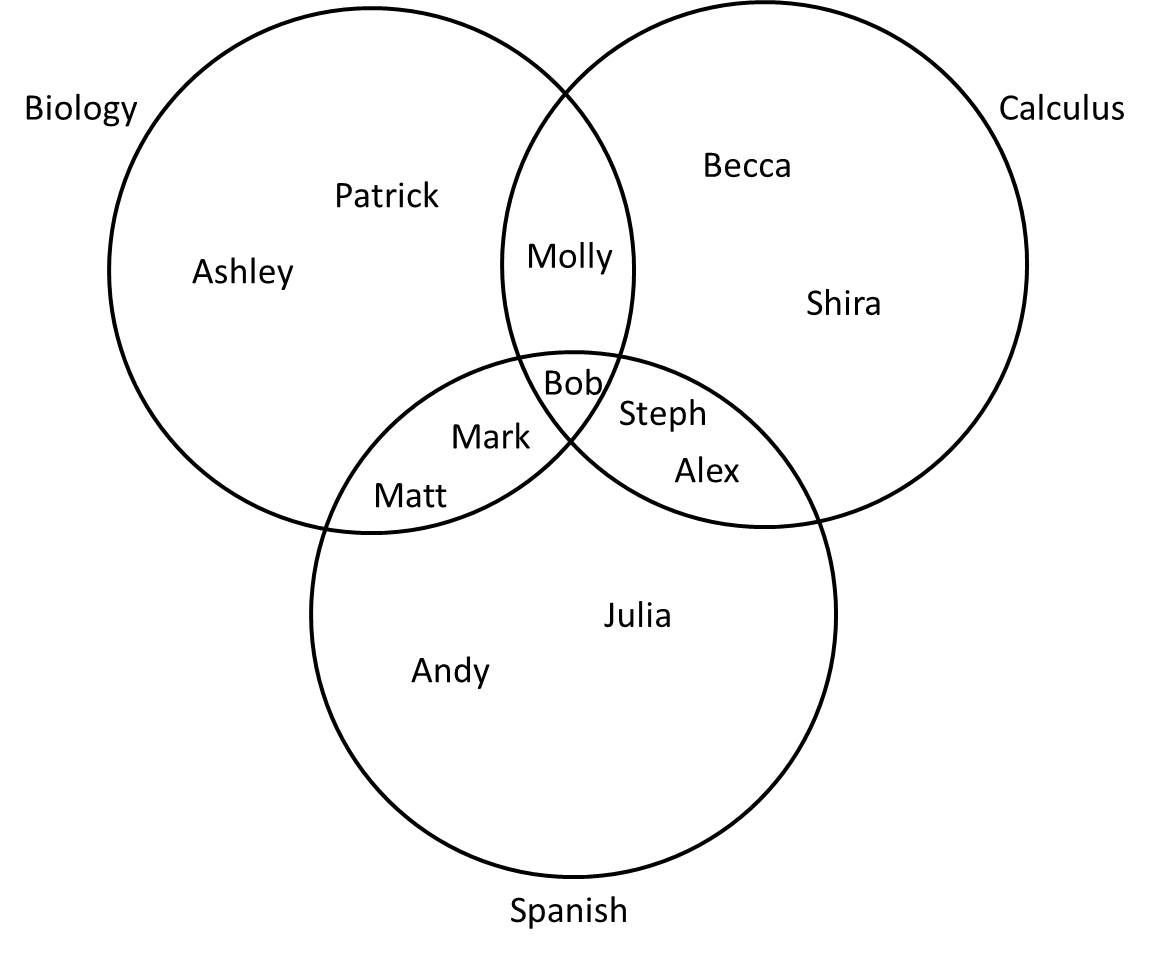 Biology
Calculus
Becca
Patrick
Molly
Ashley
Shira
Bob
Steph
Mark
Alex
Matt
Julia
Andy
Spanish